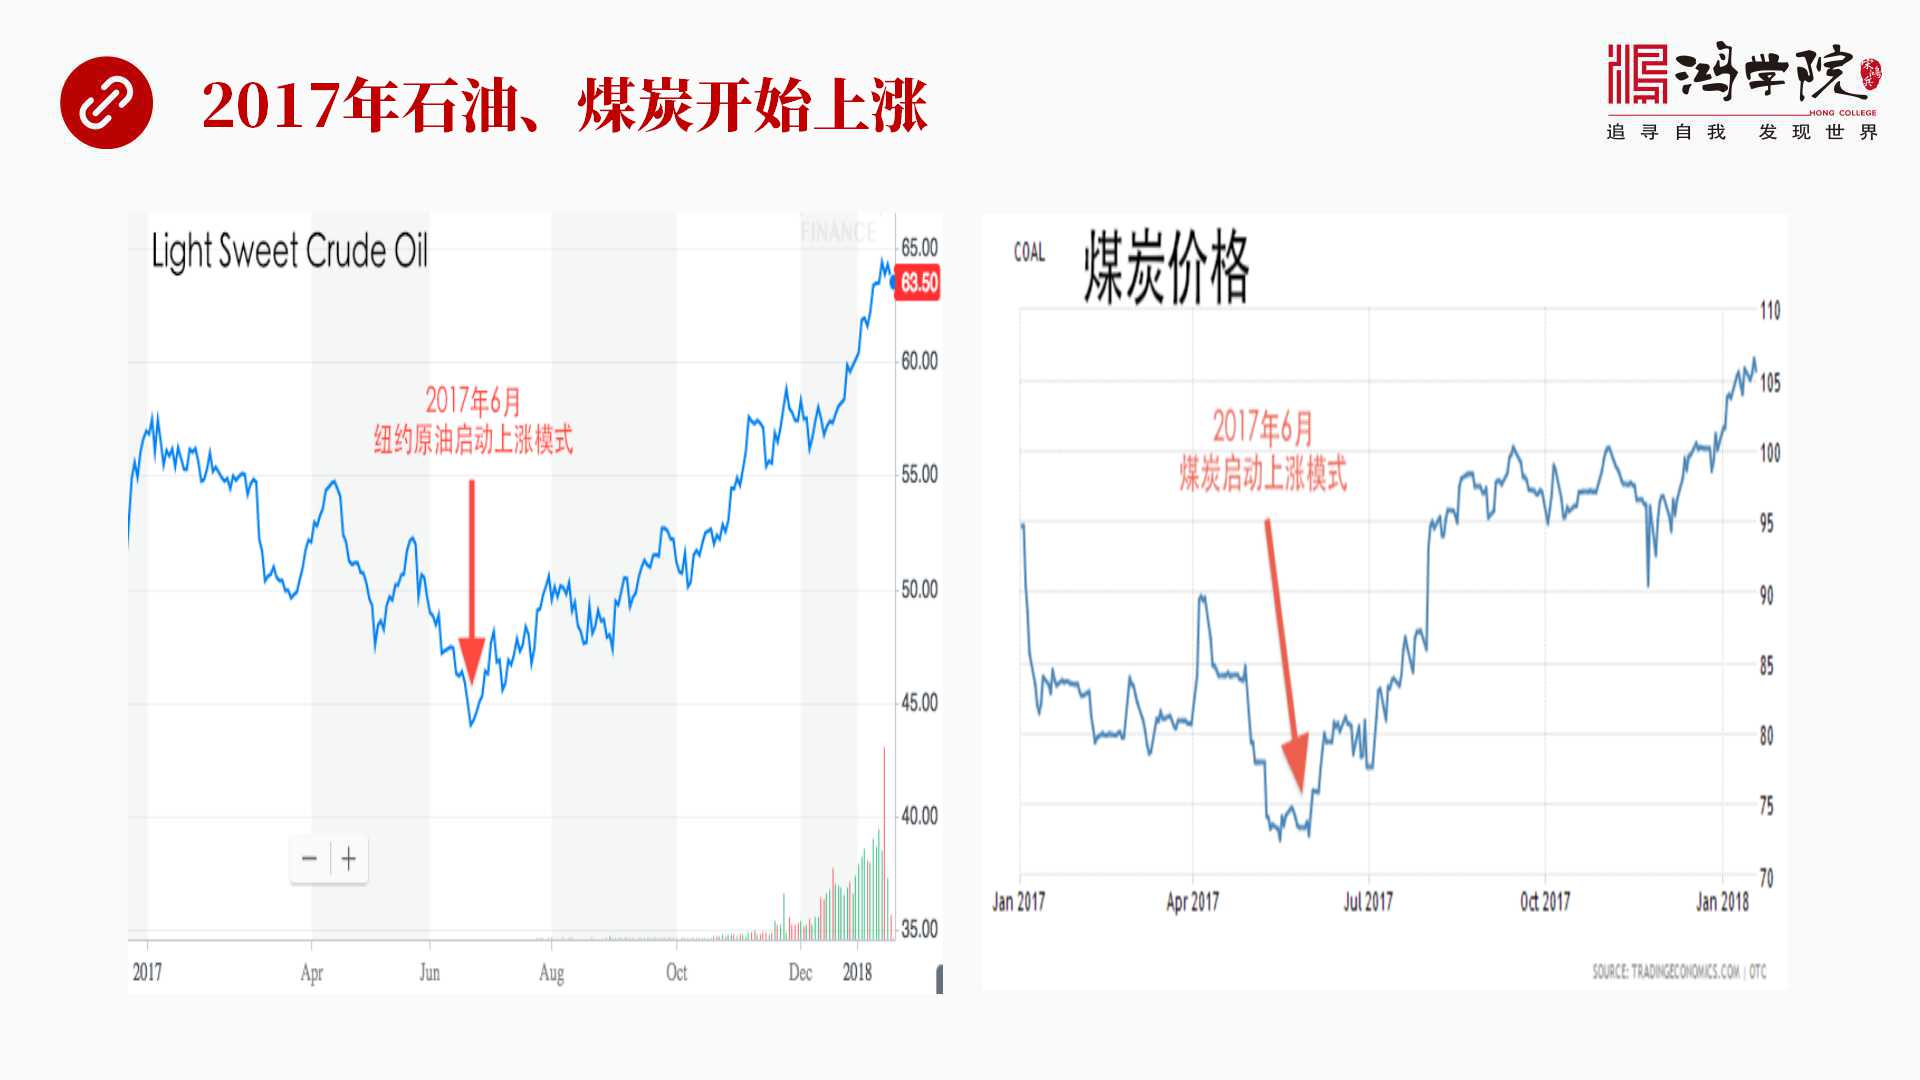 2017年石油、煤炭开始上涨
鸿学院
宋鸿兵
HONG COLLEGE
追寻自我 发现世界
Light Sweet Crude Oil
FINANCE
65.00
63.50
60.00
55.00
50.00
45.00
40.00
35.00
2017年6月
纽约原油启动上涨模式
− +
2017 Apr Jun Aug Oct Dec 2018
COAL 煤炭价格
110
105
100
95
90
85
80
75
70
2017年6月
煤炭启动上涨模式
Jan 2017 Apr 2017 Jul 2017 Oct 2017 Jan 2018
SOURCE: TRADINGECONOMICS.COM | OTC